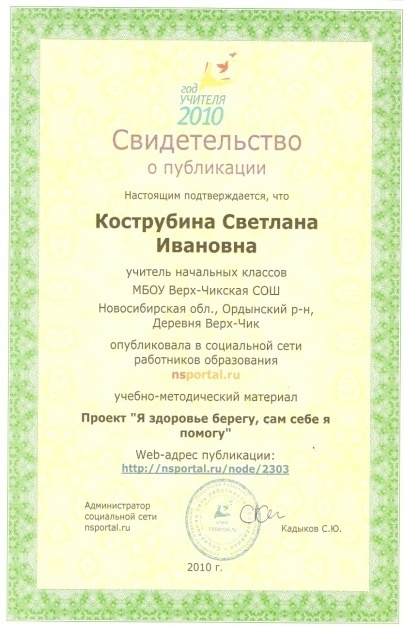 год
УЧИТЕЛЯ
2010
Свидетельство
о публикации
Настоящим подтверждается, что
Кострубина Светлана
Ивановна
учитель начальных классов
МБОУ Верх-Чикская СОШ
Новосибирская обл., Ордынский р-н,
Деревня Верх-Чик
опубликовала в социальной сети
работников образования
nsportal.ru
учебно-методический материал
Проект "Я здоровье берегу, сам себе я
помогу"
Web-адрес публикации:
http://nsportal.ru/node/2303
Администратор
социальной сети
nsportal.ru
Кадыков С.Ю.
2010 г.